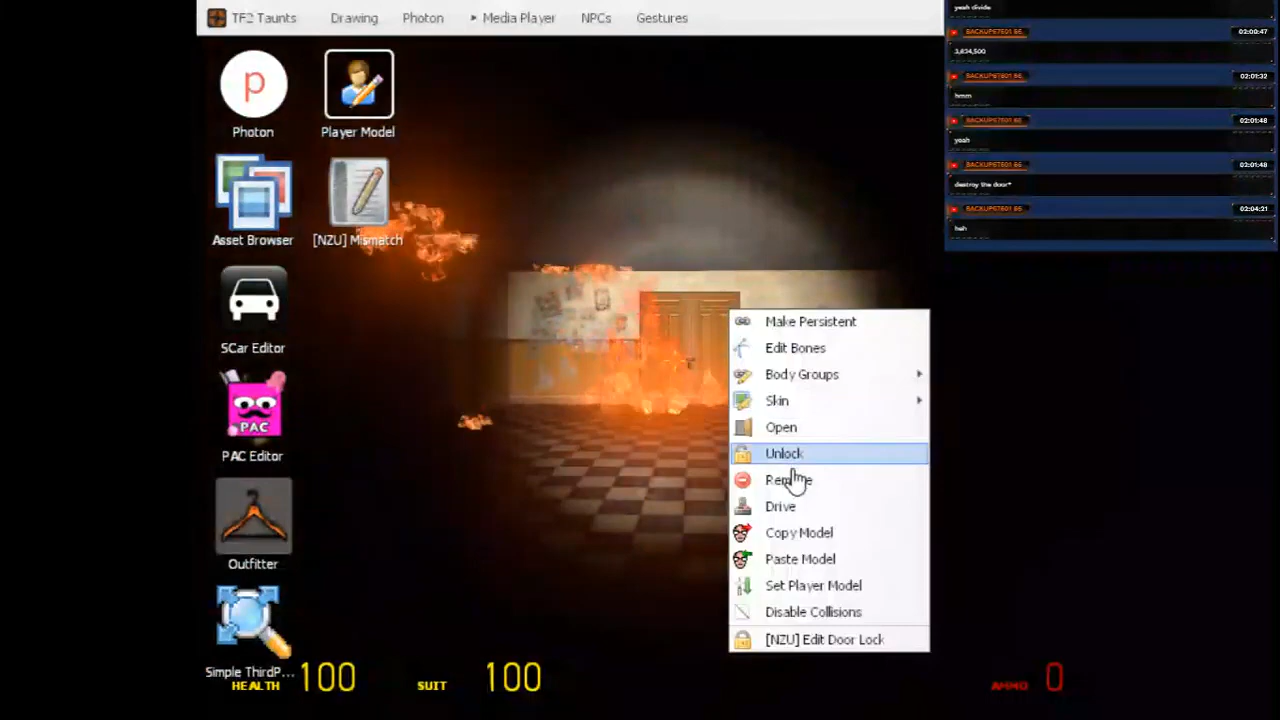 TF2 Taunts Drawing Photon Media Player NPCs Gestures
Photon
Player Model
Asset Browser
[NZU] Mismatch
SCar Editor
PAC
PAC Editor
Outfitter
Simple ThirdP...
Make Persistent
Edit Bones
Body Groups
Skin
Open
Unlock
Drive
Copy Model
Paste Model
Set Player Model
Disable Collisions
[NZU] Edit Door Lock
HEALTH 100 SUIT 100 AMMO 0
yeah divide
02:00:47
3,834,500
02:01:32
hmm
02:01:48
yeah
02:01:48
destroy the door*
02:04:21
heh